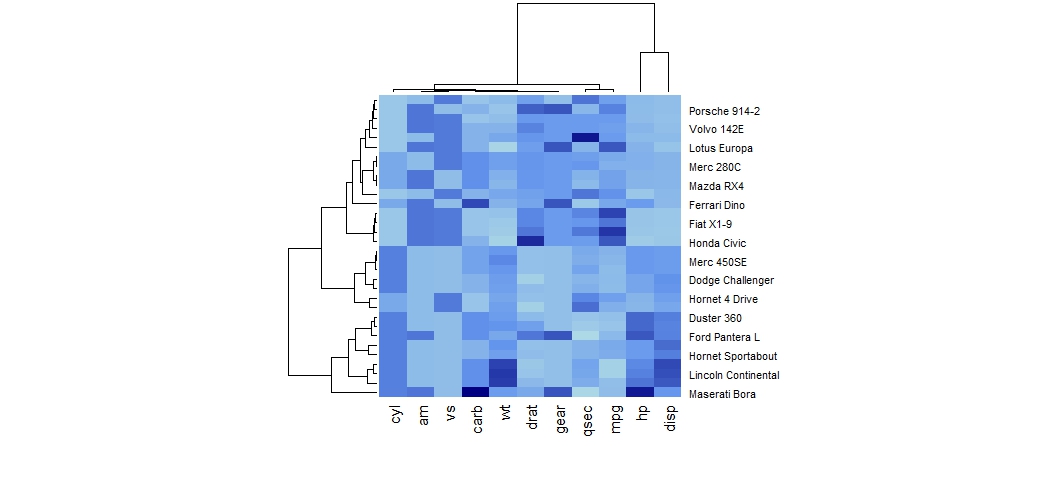 Porsche 914-2
Volvo 142E
Lotus Europa
Merc 280C
Mazda RX4
Ferrari Dino
Fiat X1-9
Honda Civic
Merc 450SE
Dodge Challenger
Hornet 4 Drive
Duster 360
Ford Pantera L
Hornet Sportabout
Lincoln Continental
Maserati Bora
cyl
am
vs
carb
wt
drat
gear
qsec
mpg
hp
disp